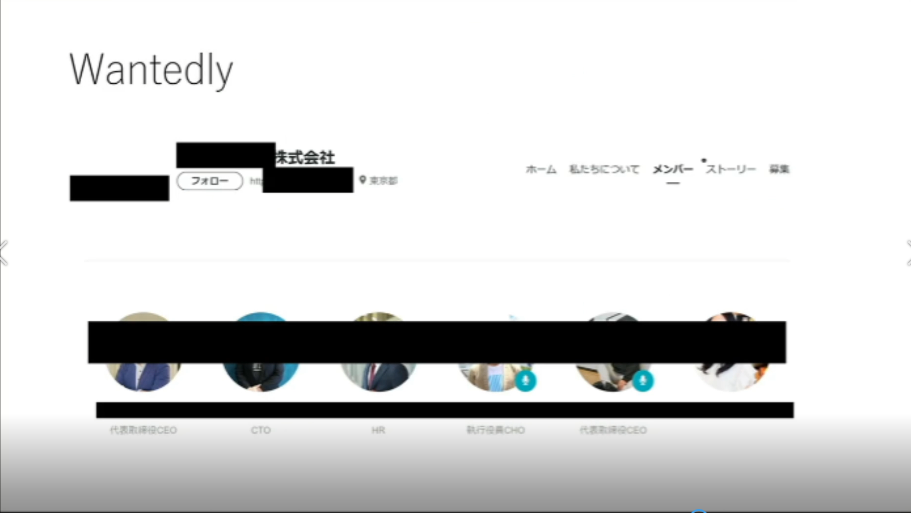 Wantedly
株式会社
フォロー
東京都
ホーム 私たちについて メンバー ストーリー 募集
代表取締役CEO CTO HR 執行役員CHO 代表取締役CEO